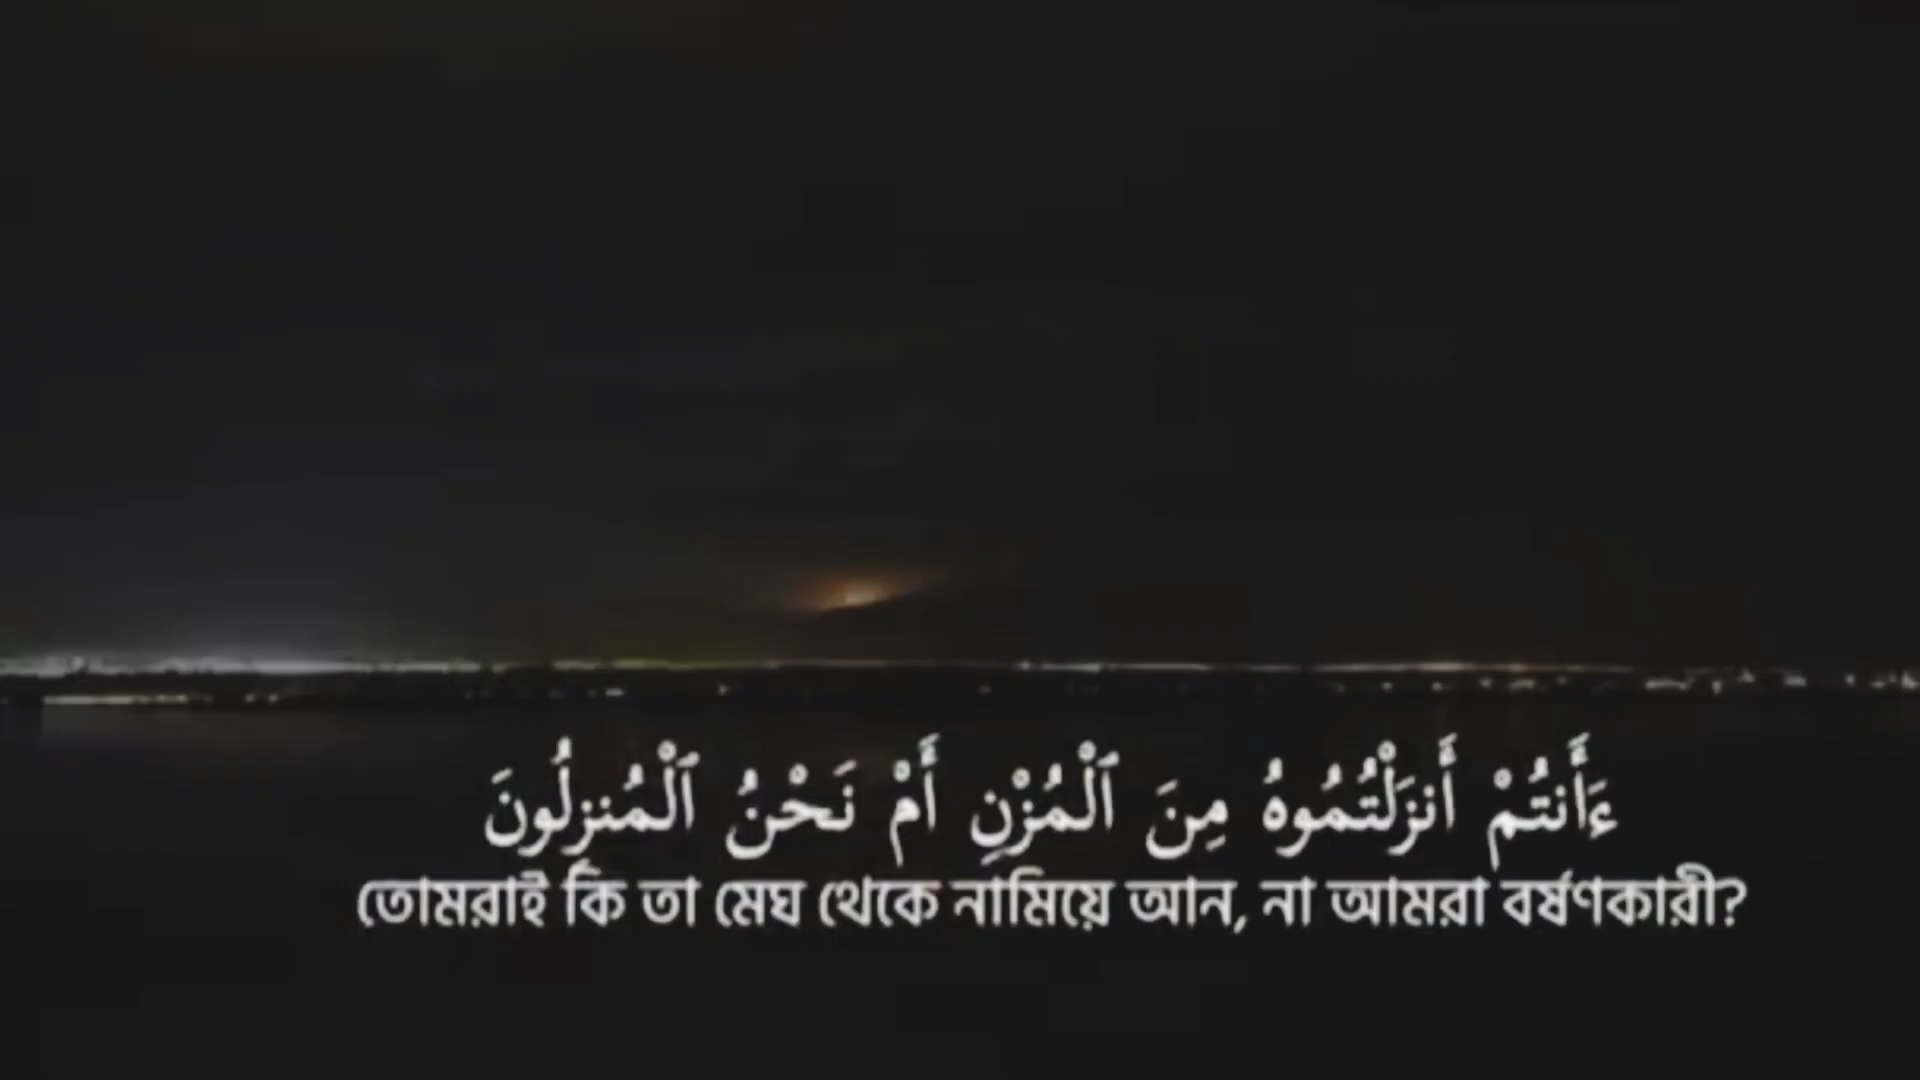 ءَأَنتُمْ أَنزَلْتُمُوهُ مِنَ ٱلْمُزْنِ أَمْ نَحْنُ ٱلْمُنزِلُونَ
তোমরাই কি তা মেঘ থেকে নামিয়ে আন, না আমরা বর্ষণকারী?